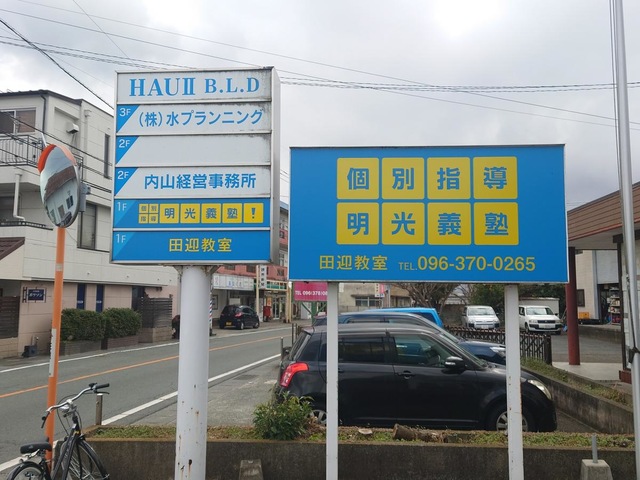 HAUⅡ B.L.D
3F (株)水プランニング
2F
2F 内山経営事務所
1F 個別指導 明光義塾!
1F 田迎教室
個別指導
明光義塾
田迎教室 TEL.096-370-0265